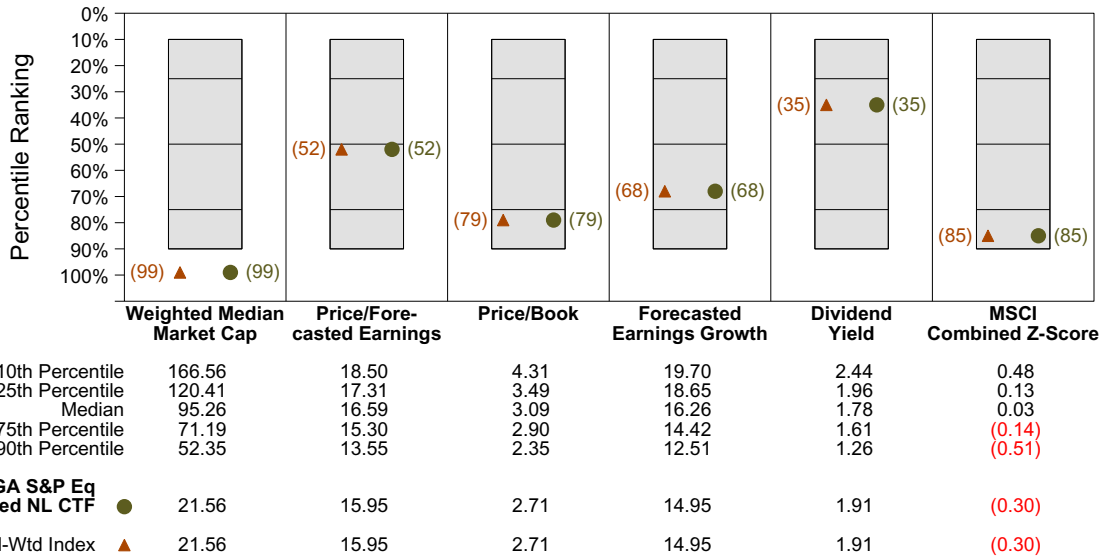 0%
10%
20%
30%
40%
50%
60%
70%
80%
90%
100%
Percentile Ranking
(99) (99)
(52) (52)
(79) (79)
(68) (68)
(35) (35)
(85) (85)
Weighted Median Market Cap
Price/Fore-casted Earnings
Price/Book
Forecasted Earnings Growth
Dividend Yield
MSCI Combined Z-Score
10th Percentile 166.56 18.50 4.31 19.70 2.44 0.48
25th Percentile 120.41 17.31 3.49 18.65 1.96 0.13
Median 95.26 16.59 3.09 16.26 1.78 0.03
75th Percentile 71.19 15.30 2.90 14.42 1.61 (0.14)
90th Percentile 52.35 13.55 2.35 12.51 1.26 (0.51)
GA S&P Eq
ed NL CTF 21.56 15.95 2.71 14.95 1.91 (0.30)
l-Wtd Index 21.56 15.95 2.71 14.95 1.91 (0.30)